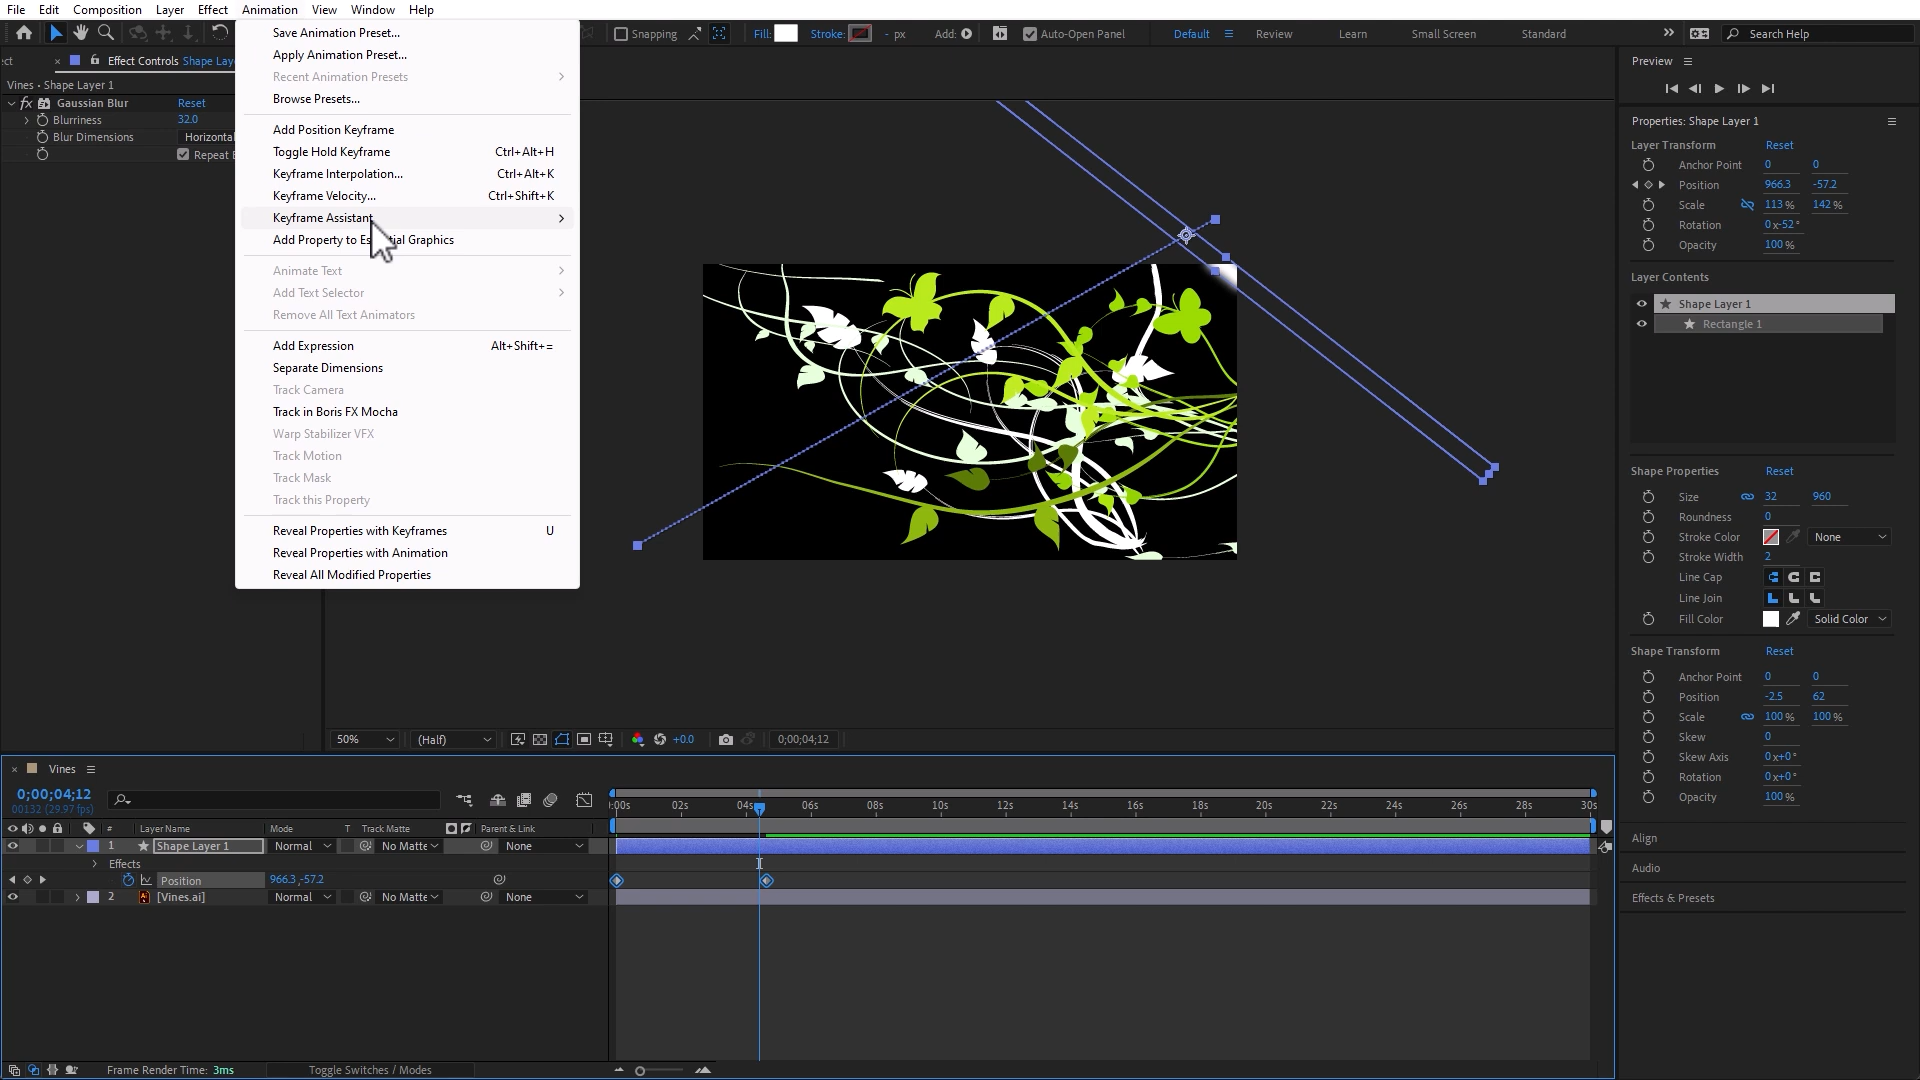 File Edit Composition Layer Effect Animation View Window Help
Snapping
Fill: Stroke: - px Add: Auto-Open Panel
Default Review Learn Small Screen Standard
Search Help
Effect Controls Shape Lay
Vines • Shape Layer 1
fx Gaussian Blur Reset
Blurriness 32.0
Blur Dimensions Horizontal
Repeat E
Save Animation Preset...
Apply Animation Preset...
Recent Animation Presets
Browse Presets...
Add Position Keyframe
Toggle Hold Keyframe Ctrl+Alt+H
Keyframe Interpolation... Ctrl+Alt+K
Keyframe Velocity... Ctrl+Shift+K
Keyframe Assistant
Add Property to Es tial Graphics
Animate Text
Add Text Selector
Remove All Text Animators
Add Expression Alt+Shift+=
Separate Dimensions
Track Camera
Track in Boris FX Mocha
Warp Stabilizer VFX
Track Motion
Track Mask
Track this Property
Reveal Properties with Keyframes U
Reveal Properties with Animation
Reveal All Modified Properties
50% (Half) +0.0 0;00;04;12
Preview
Properties: Shape Layer 1
Layer Transform Reset
Anchor Point 0 0
Position 966.3 -57.2
Scale 113 % 142 %
Rotation 0x-52°
Opacity 100 %
Layer Contents
Shape Layer 1
Rectangle 1
Shape Properties Reset
Size 32 960
Roundness 0
Stroke Color None
Stroke Width 2
Line Cap
Line Join
Fill Color Solid Color
Shape Transform Reset
Anchor Point 0 0
Position -2.5 62
Scale 100 % 100 %
Skew 0
Skew Axis 0x+0°
Rotation 0x+0°
Opacity 100 %
Align
Audio
Effects & Presets
Vines
0;00;04;12
00132 (29.97 fps)
:00s 02s 04s 06s 08s 10s 12s 14s 16s 18s 20s 22s 24s 26s 28s 30s
# Layer Name Mode T Track Matte Parent & Link
1 Shape Layer 1 Normal No Matte None
Effects
Position 966.3,-57.2
2 [Vines.ai] Normal No Matte None
Frame Render Time: 3ms Toggle Switches / Modes